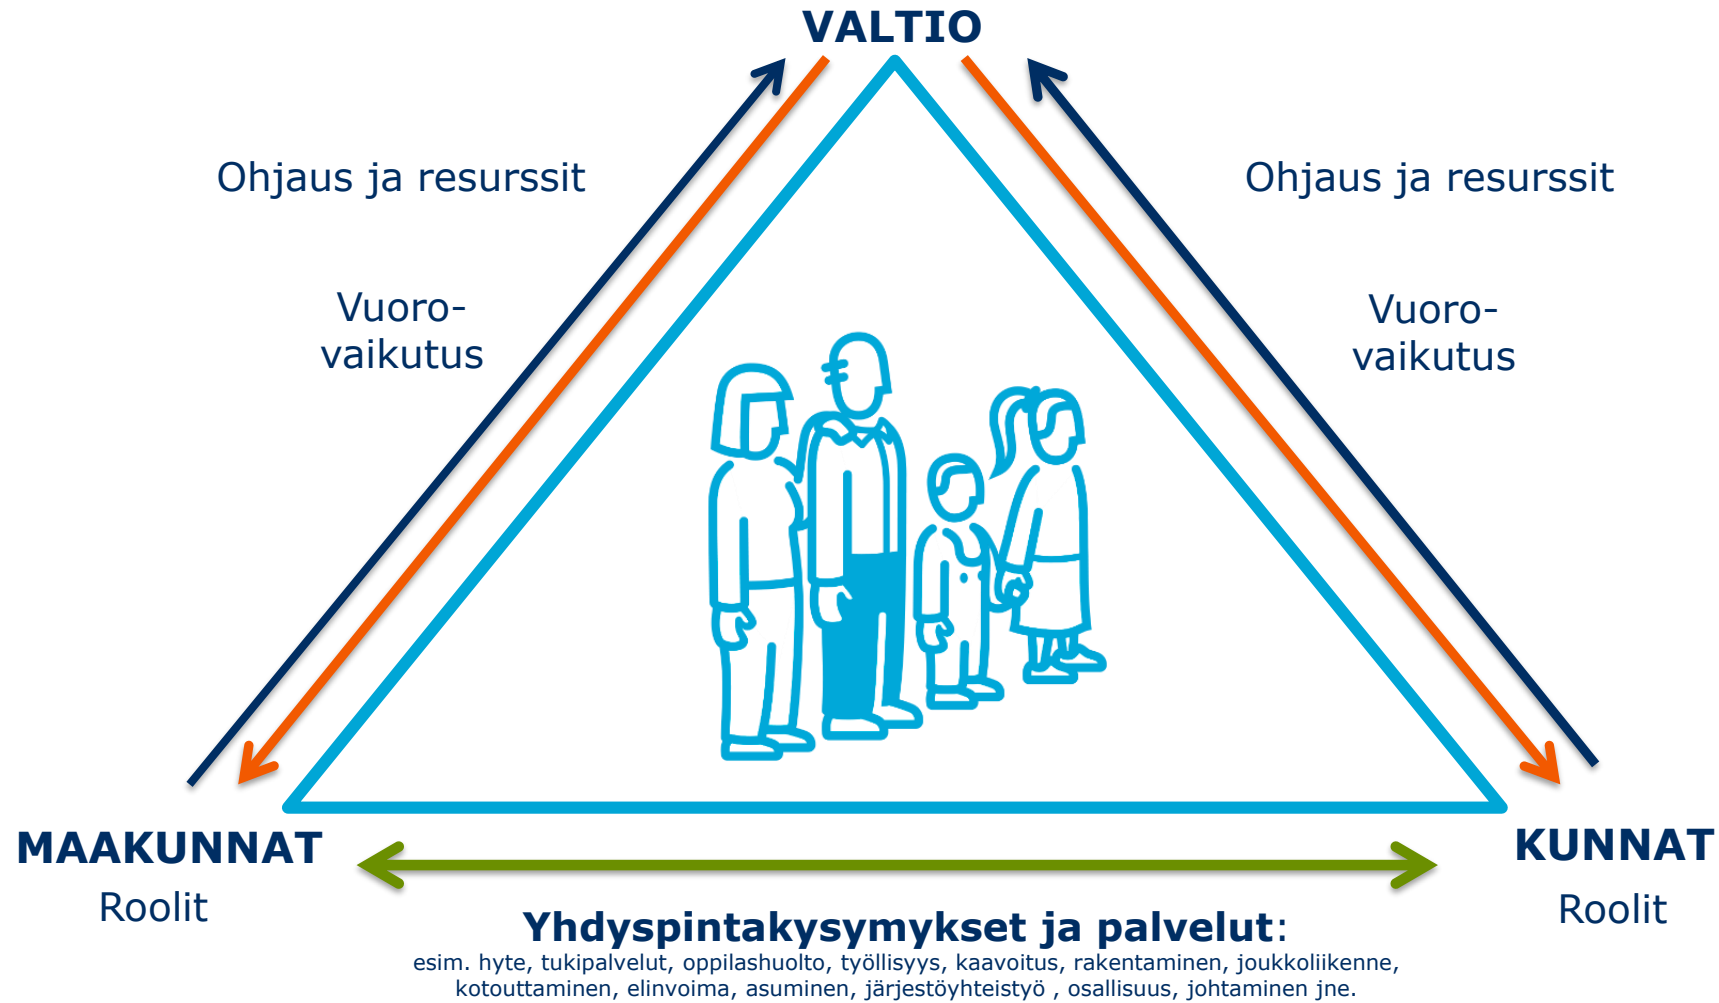 VALTIO
Ohjaus ja resurssit
Ohjaus ja resurssit
Vuoro-
vaikutus
Vuoro-
vaikutus
MAAKUNNAT
Roolit
KUNNAT
Roolit
Yhdyspintakysymykset ja palvelut:
esim. hyte, tukipalvelut, oppilashuolto, työllisyys, kaavoitus, rakentaminen, joukkoliikenne,
kotouttaminen, elinvoima, asuminen, järjestöyhteistyö , osallisuus, johtaminen jne.